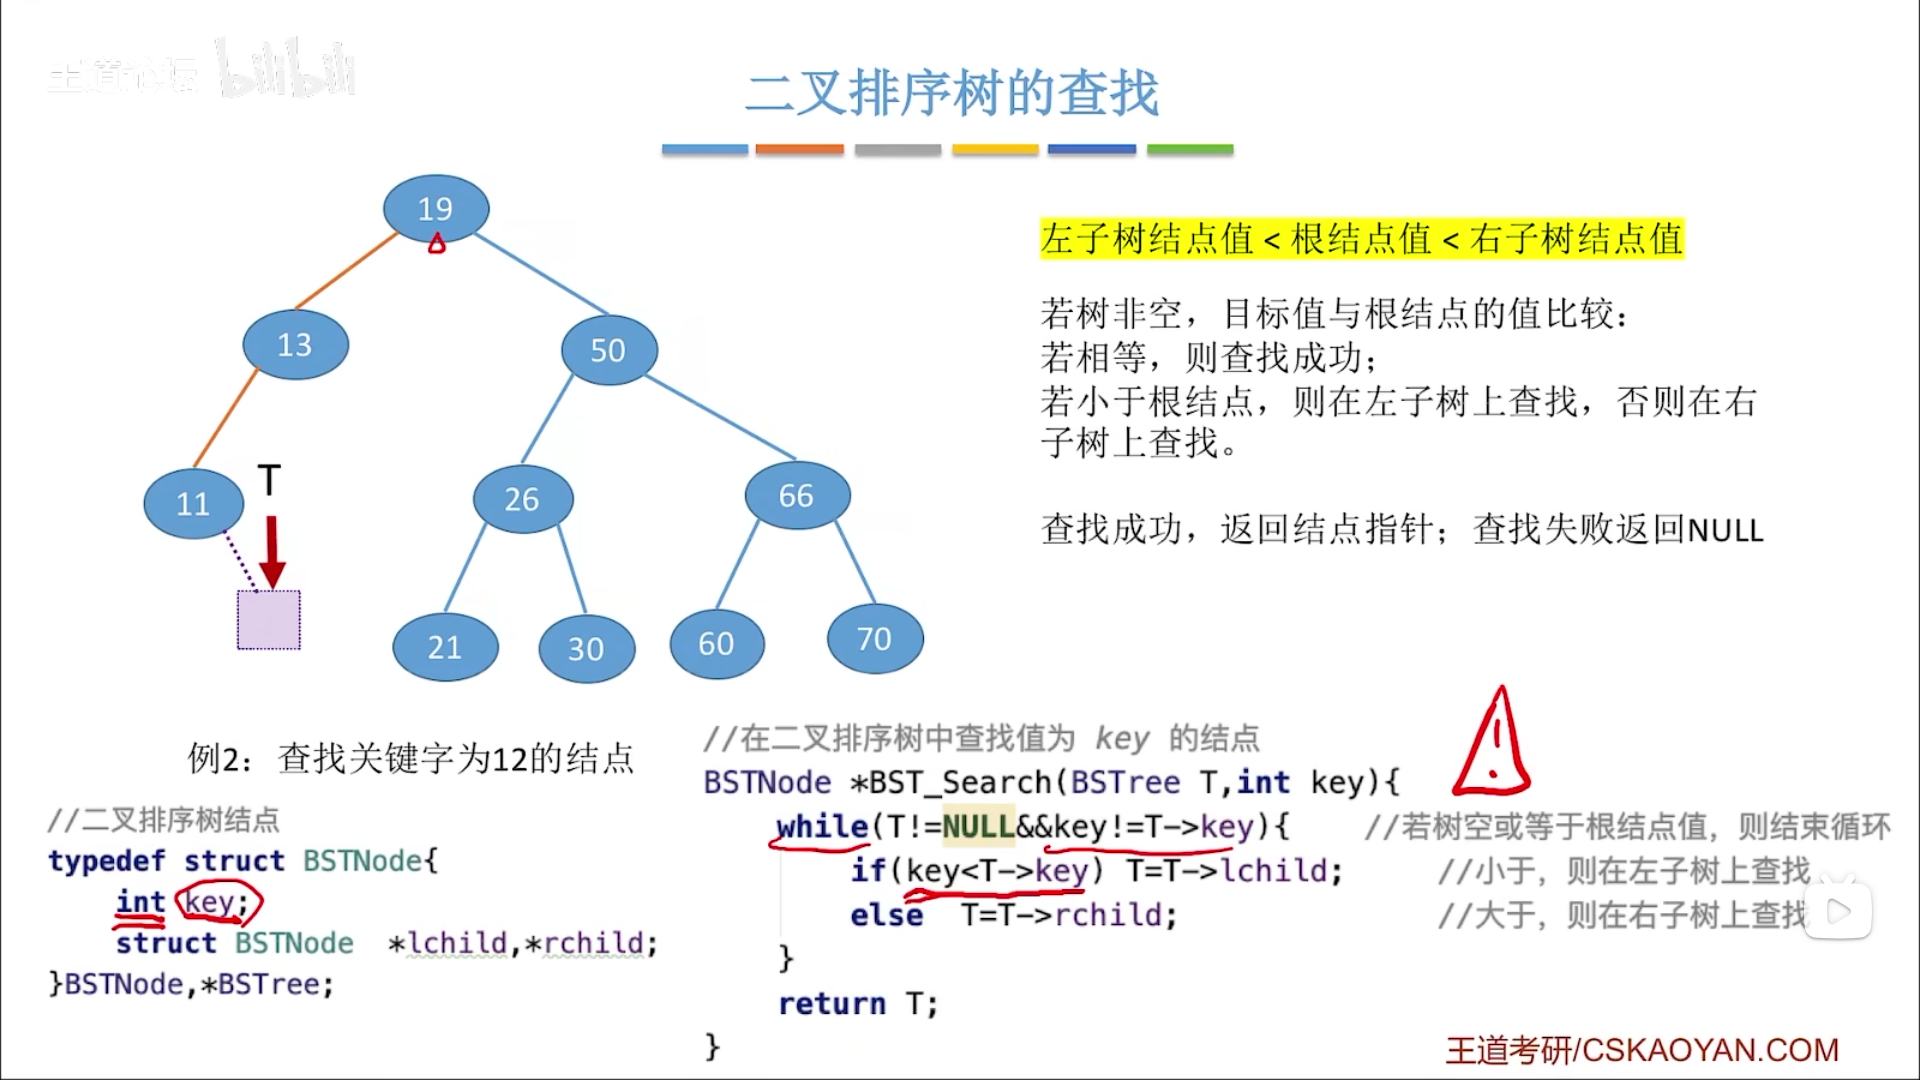 王道论坛 bilibili
二叉排序树的查找
19
13
50
11
T
26
66
21
30
60
70
左子树结点值 < 根结点值 < 右子树结点值
若树非空，目标值与根结点的值比较：
若相等，则查找成功；
若小于根结点，则在左子树上查找，否则在右
子树上查找。
查找成功，返回结点指针；查找失败返回NULL
例2：查找关键字为12的结点
//二叉排序树结点
typedef struct BSTNode{
int key;
struct BSTNode *lchild,*rchild;
}BSTNode,*BSTree;
//在二叉排序树中查找值为 key 的结点
BSTNode *BST_Search(BSTree T,int key){
while(T!=NULL&&key!=T->key){ //若树空或等于根结点值，则结束循环
if(key<T->key) T=T->lchild; //小于，则在左子树上查找
else T=T->rchild; //大于，则在右子树上查找
}
return T;
}
王道考研/CSKAOYAN.COM